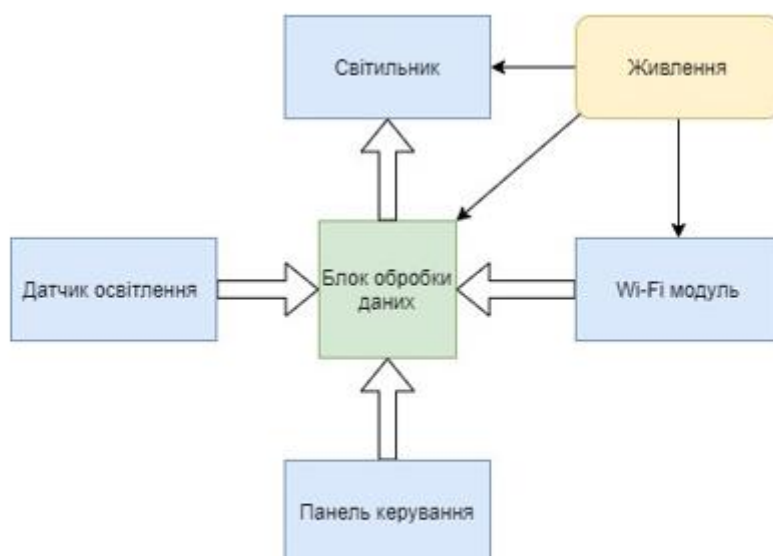 Світильник
Живлення
Датчик освітлення
Блок обробки
даних
Wi-Fi модуль
Панель керування